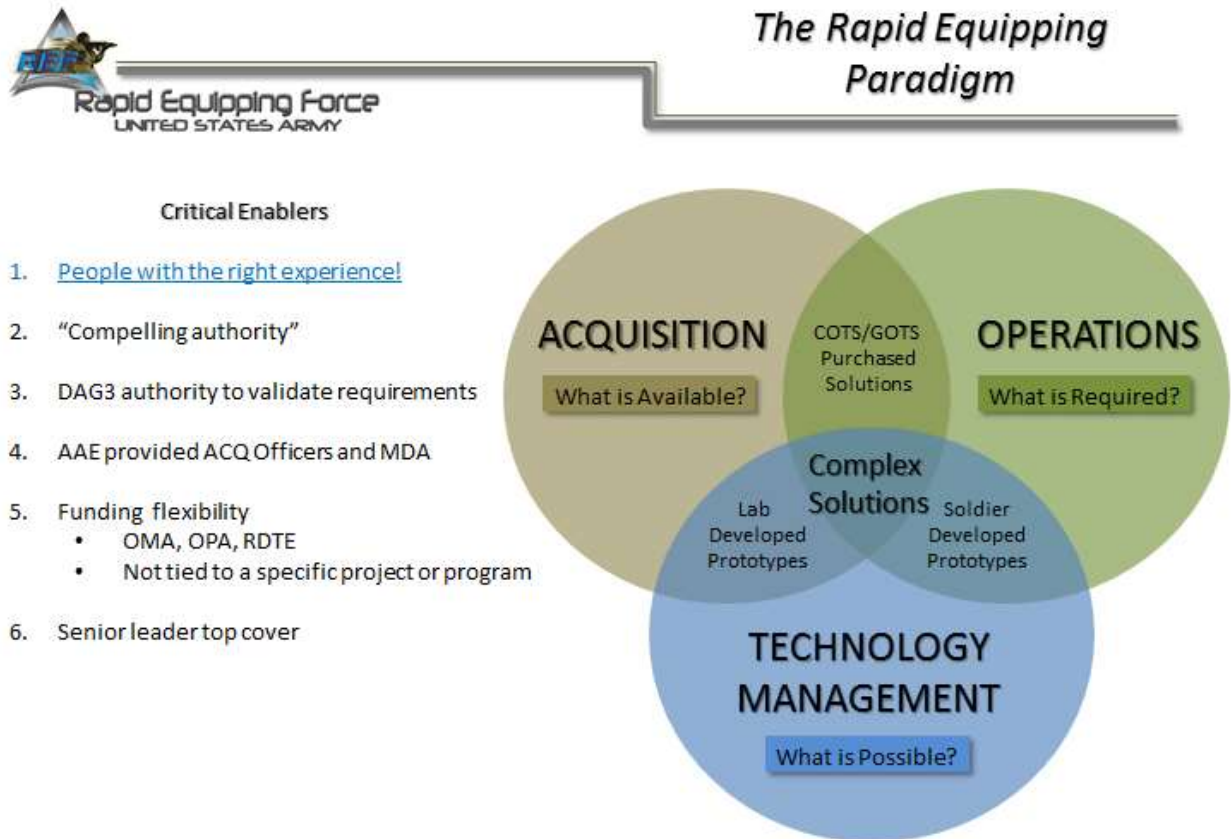 REF
Rapid Equipping Force
UNITED STATES ARMY
The Rapid Equipping
Paradigm
Critical Enablers
1. People with the right experience!
2. “Compelling authority”
3. DAG3 authority to validate requirements
4. AAE provided ACQ Officers and MDA
5. Funding flexibility
• OMA, OPA, RDTE
• Not tied to a specific project or program
6. Senior leader top cover
ACQUISITION
What is Available?
COTS/GOTS
Purchased
Solutions
OPERATIONS
What is Required?
Complex
Solutions
Lab
Developed
Prototypes
Soldier
Developed
Prototypes
TECHNOLOGY
MANAGEMENT
What is Possible?